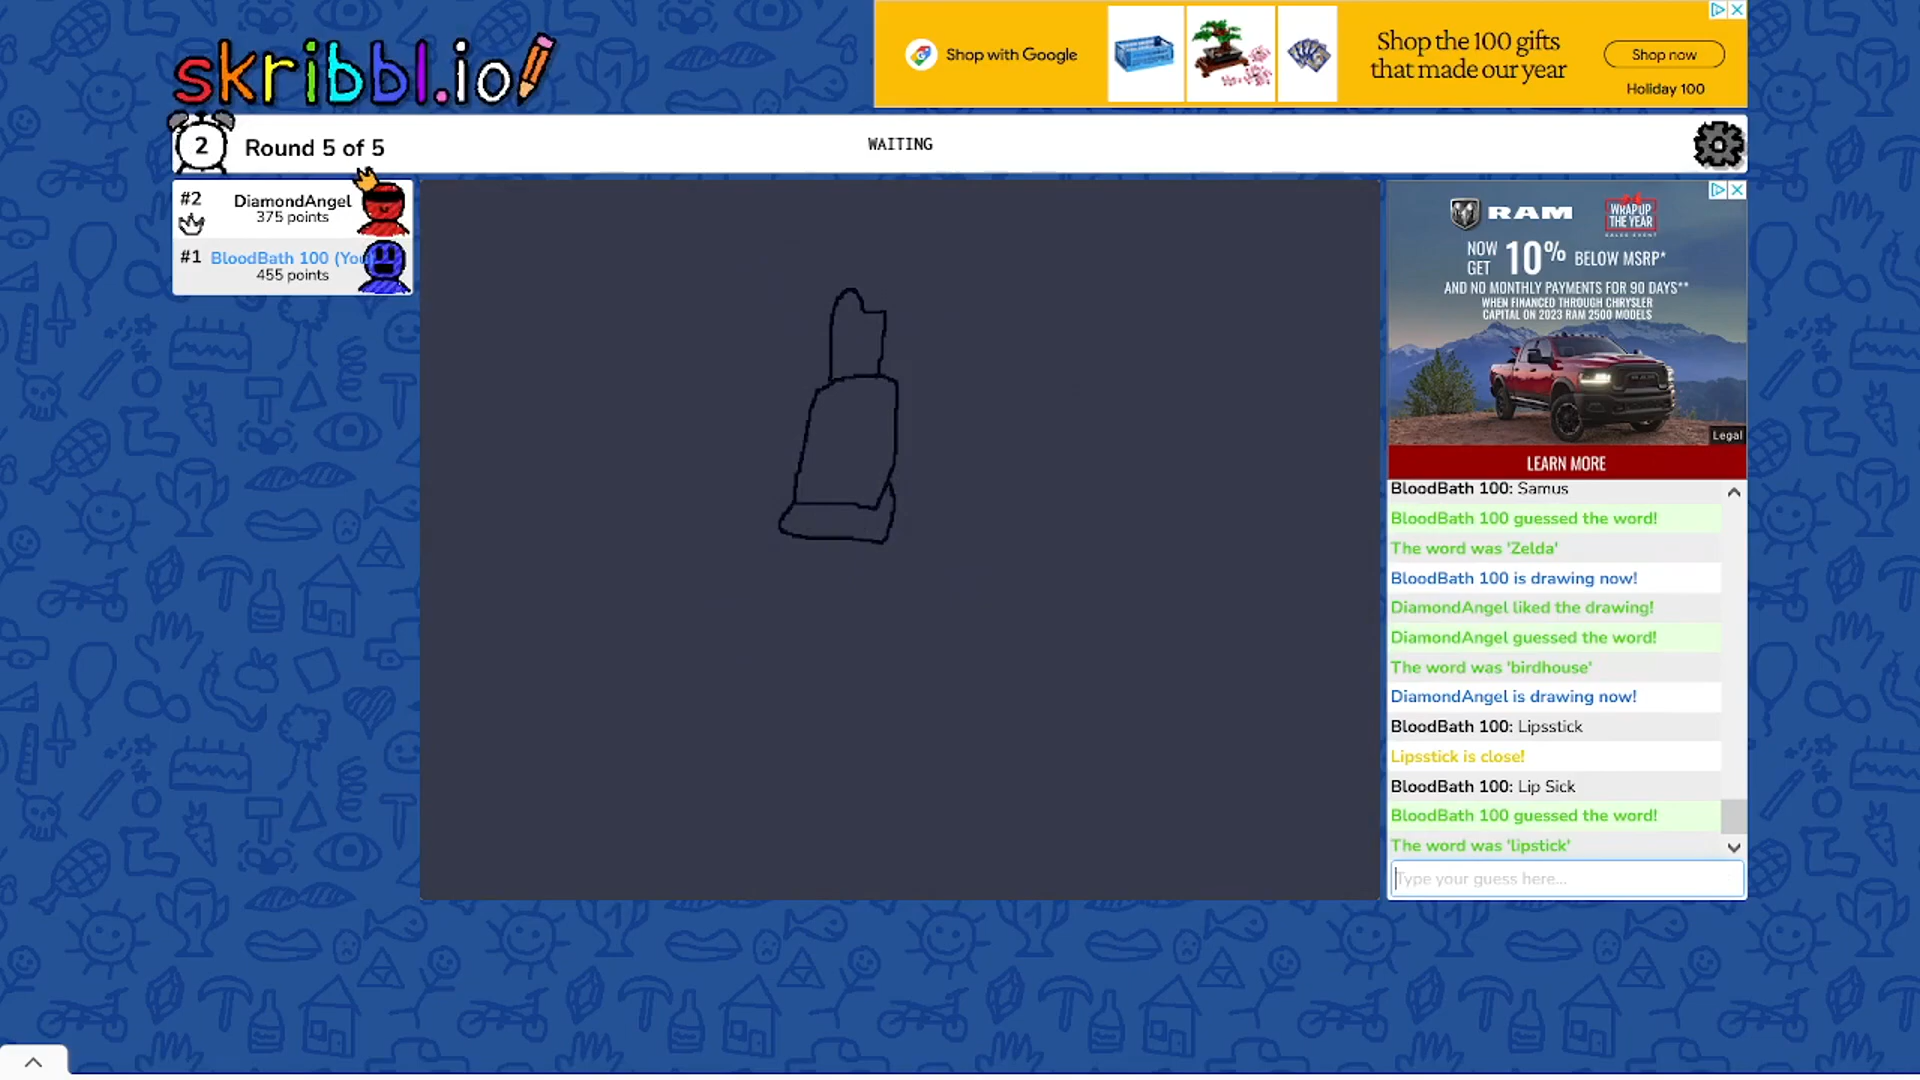 skribbl.io
Shop with Google
Shop the 100 gifts
that made our year
Shop now
Holiday 100
2
Round 5 of 5
WAITING
#2
DiamondAngel
375 points
#1
BloodBath 100 (You
455 points
RAM
WRAP UP
THE YEAR
SALES EVENT
NOW
GET
10%
BELOW MSRP*
AND NO MONTHLY PAYMENTS FOR 90 DAYS**
WHEN FINANCED THROUGH CHRYSLER
CAPITAL ON 2023 RAM 2500 MODELS
Legal
LEARN MORE
BloodBath 100: Samus
BloodBath 100 guessed the word!
The word was 'Zelda'
BloodBath 100 is drawing now!
DiamondAngel liked the drawing!
DiamondAngel guessed the word!
The word was 'birdhouse'
DiamondAngel is drawing now!
BloodBath 100: Lipsstick
Lipsstick is close!
BloodBath 100: Lip Sick
BloodBath 100 guessed the word!
The word was 'lipstick'
Type your guess here...